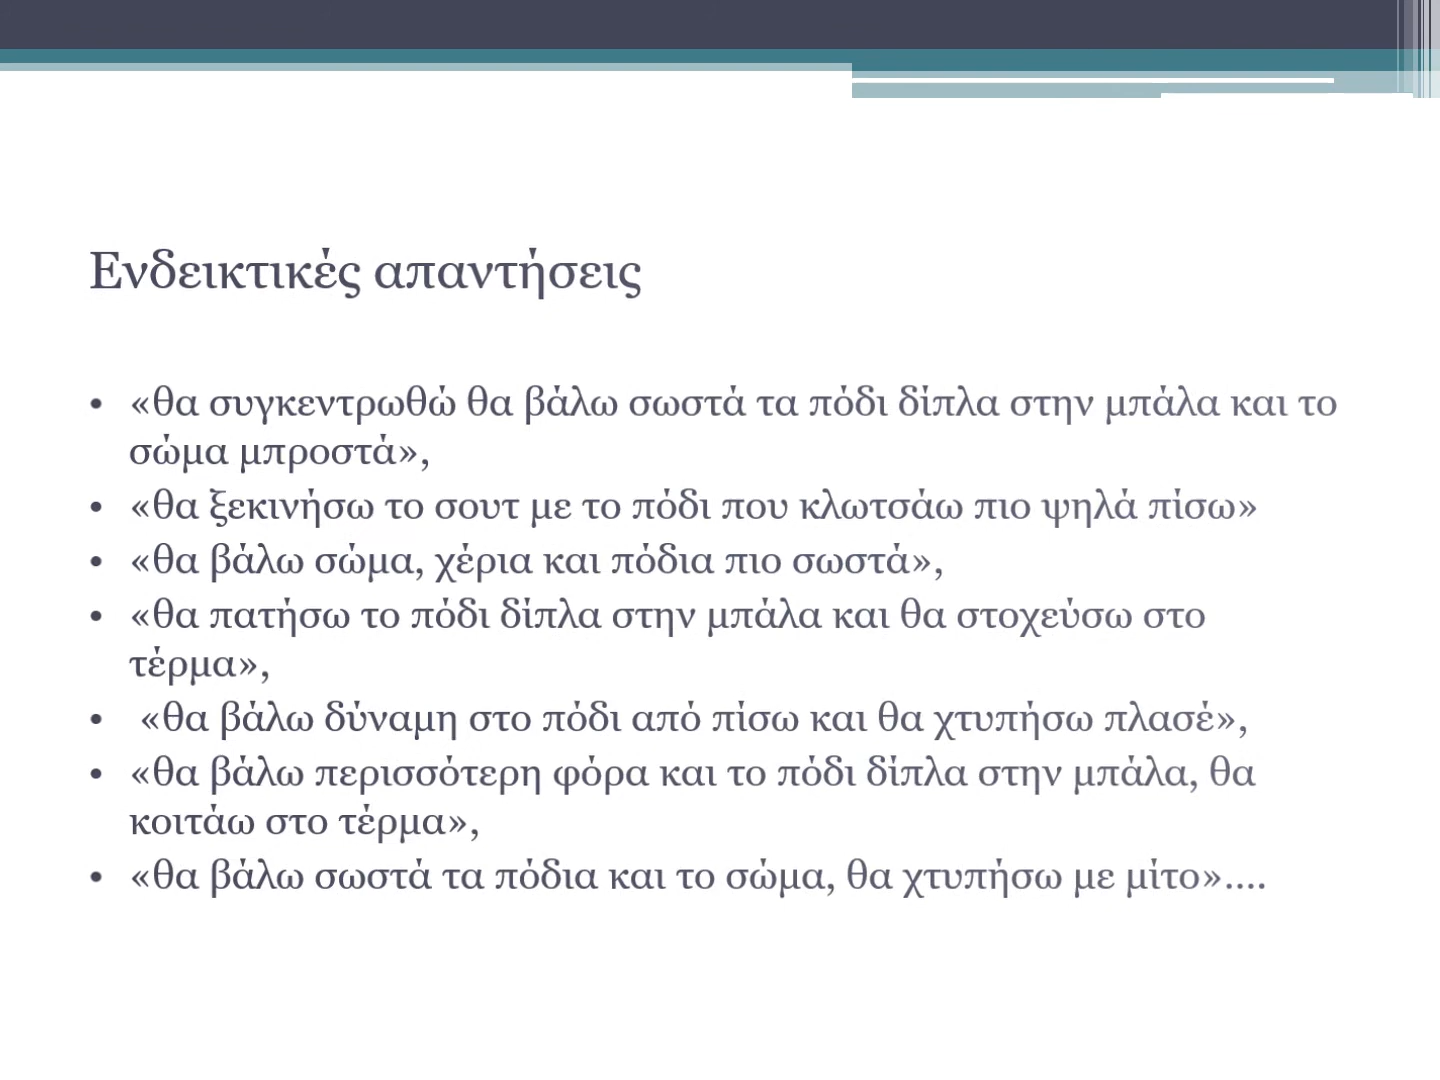 Ενδεικτικές απαντήσεις
• «θα συγκεντρωθώ θα βάλω σωστά τα πόδι δίπλα στην μπάλα και το
σώμα μπροστά»,
• «θα ξεκινήσω το σουτ με το πόδι που κλωτσάω πιο ψηλά πίσω»
• «θα βάλω σώμα, χέρια και πόδια πιο σωστά»,
• «θα πατήσω το πόδι δίπλα στην μπάλα και θα στοχεύσω στο
τέρμα»,
• «θα βάλω δύναμη στο πόδι από πίσω και θα χτυπήσω πλασέ»,
• «θα βάλω περισσότερη φόρα και το πόδι δίπλα στην μπάλα, θα
κοιτάω στο τέρμα»,
• «θα βάλω σωστά τα πόδια και το σώμα, θα χτυπήσω με μίτο»....